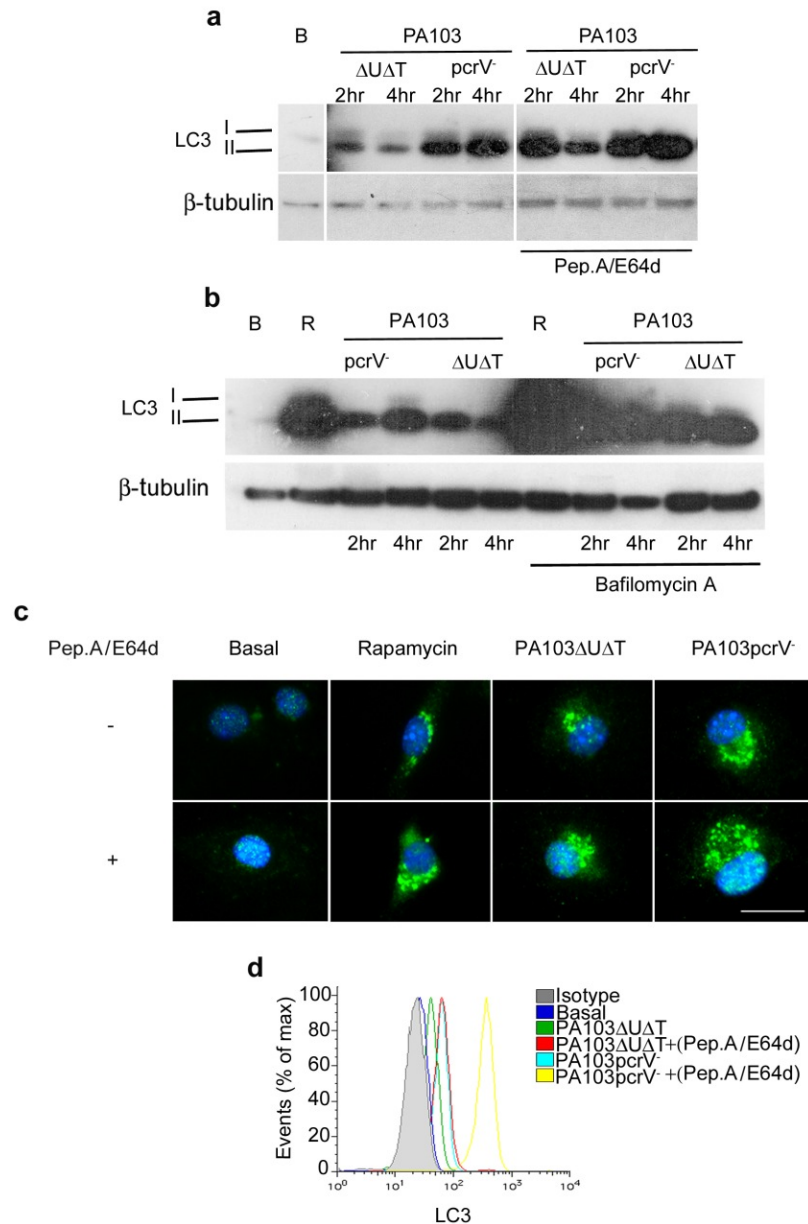 a
B PA103 PA103
ΔUΔT pcrV- ΔUΔT pcrV-
2hr 4hr 2hr 4hr 2hr 4hr 2hr 4hr
LC3 I
II
β-tubulin
Pep.A/E64d
b
B R PA103 R PA103
pcrV- ΔUΔT pcrV- ΔUΔT
LC3 I
II
β-tubulin
2hr 4hr 2hr 4hr 2hr 4hr 2hr 4hr
Bafilomycin A
c
Pep.A/E64d Basal Rapamycin PA103ΔUΔT PA103pcrV-
-
+
d
Events (% of max)
100
80
60
40
20
0
10⁰ 10¹ 10² 10³ 10⁴
LC3
Isotype
Basal
PA103ΔUΔT
PA103ΔUΔT+(Pep.A/E64d)
PA103pcrV-
PA103pcrV- +(Pep.A/E64d)